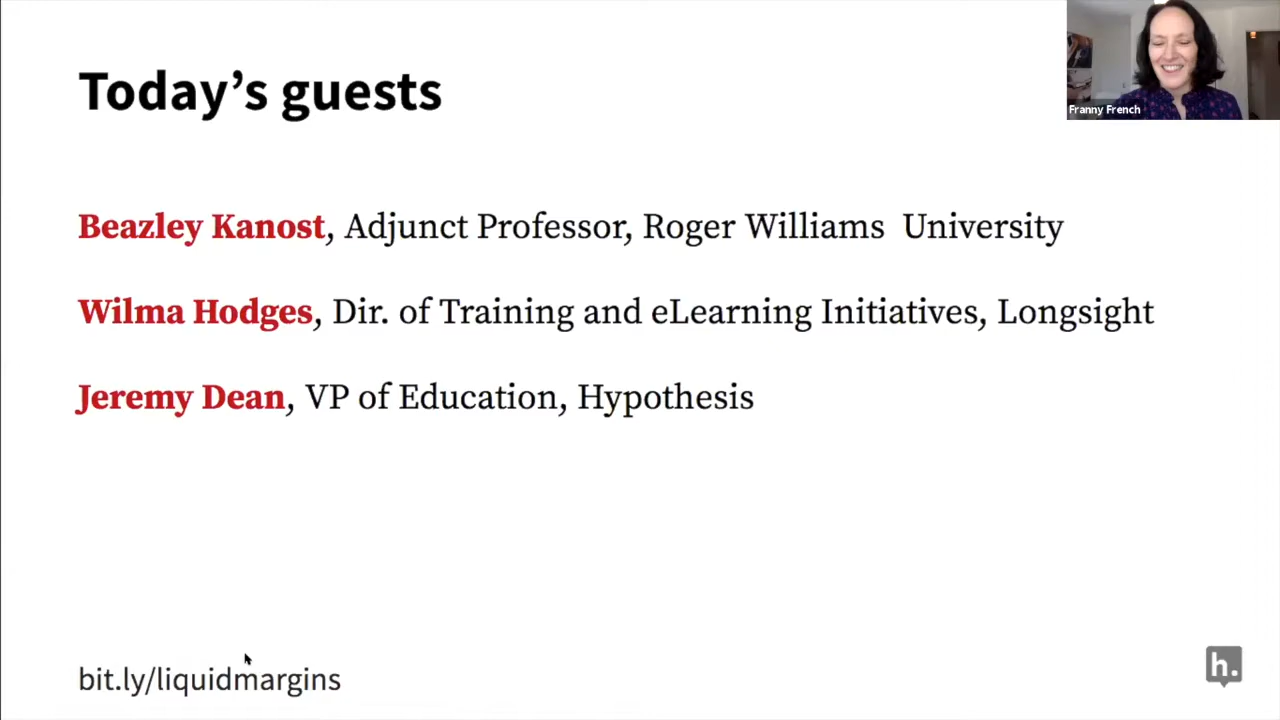 Today’s guests
Franny French
Beazley Kanost, Adjunct Professor, Roger Williams  University
Wilma Hodges, Dir. of Training and eLearning Initiatives, Longsight
Jeremy Dean, VP of Education, Hypothesis
bit.ly/liquidmargins
h.